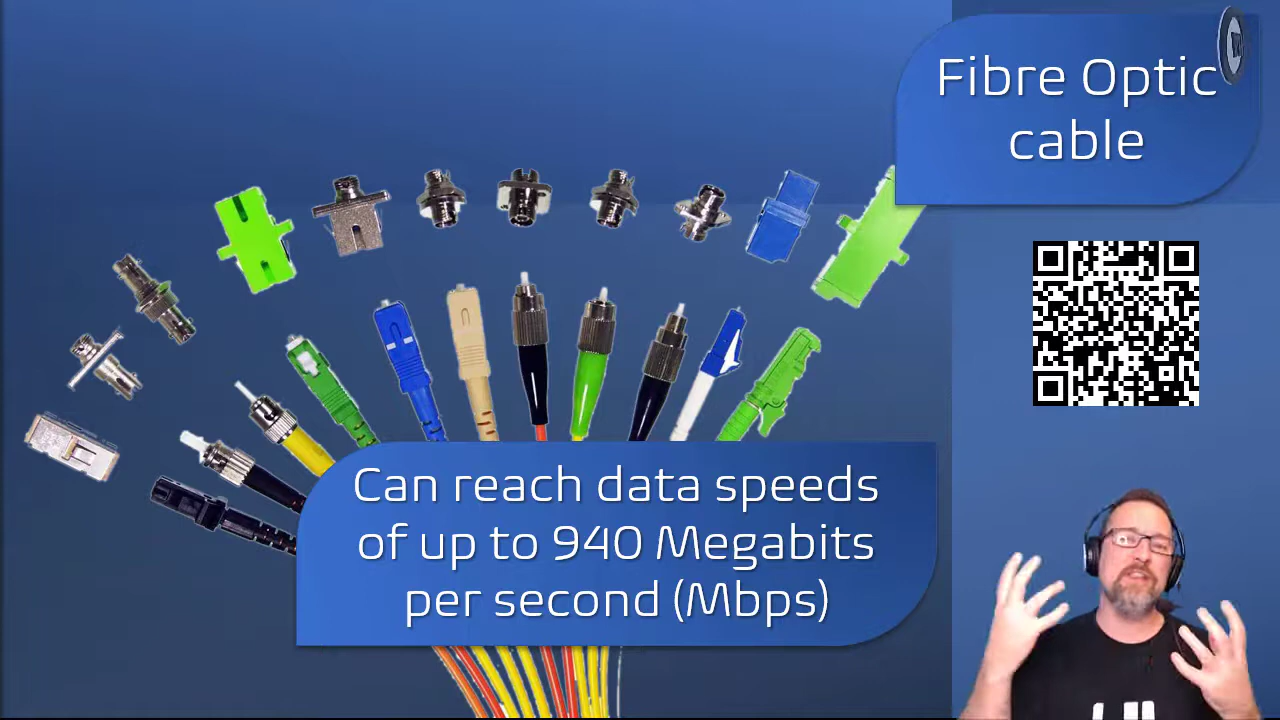 Fibre Optic
cable
Can reach data speeds
of up to 940 Megabits
per second (Mbps)